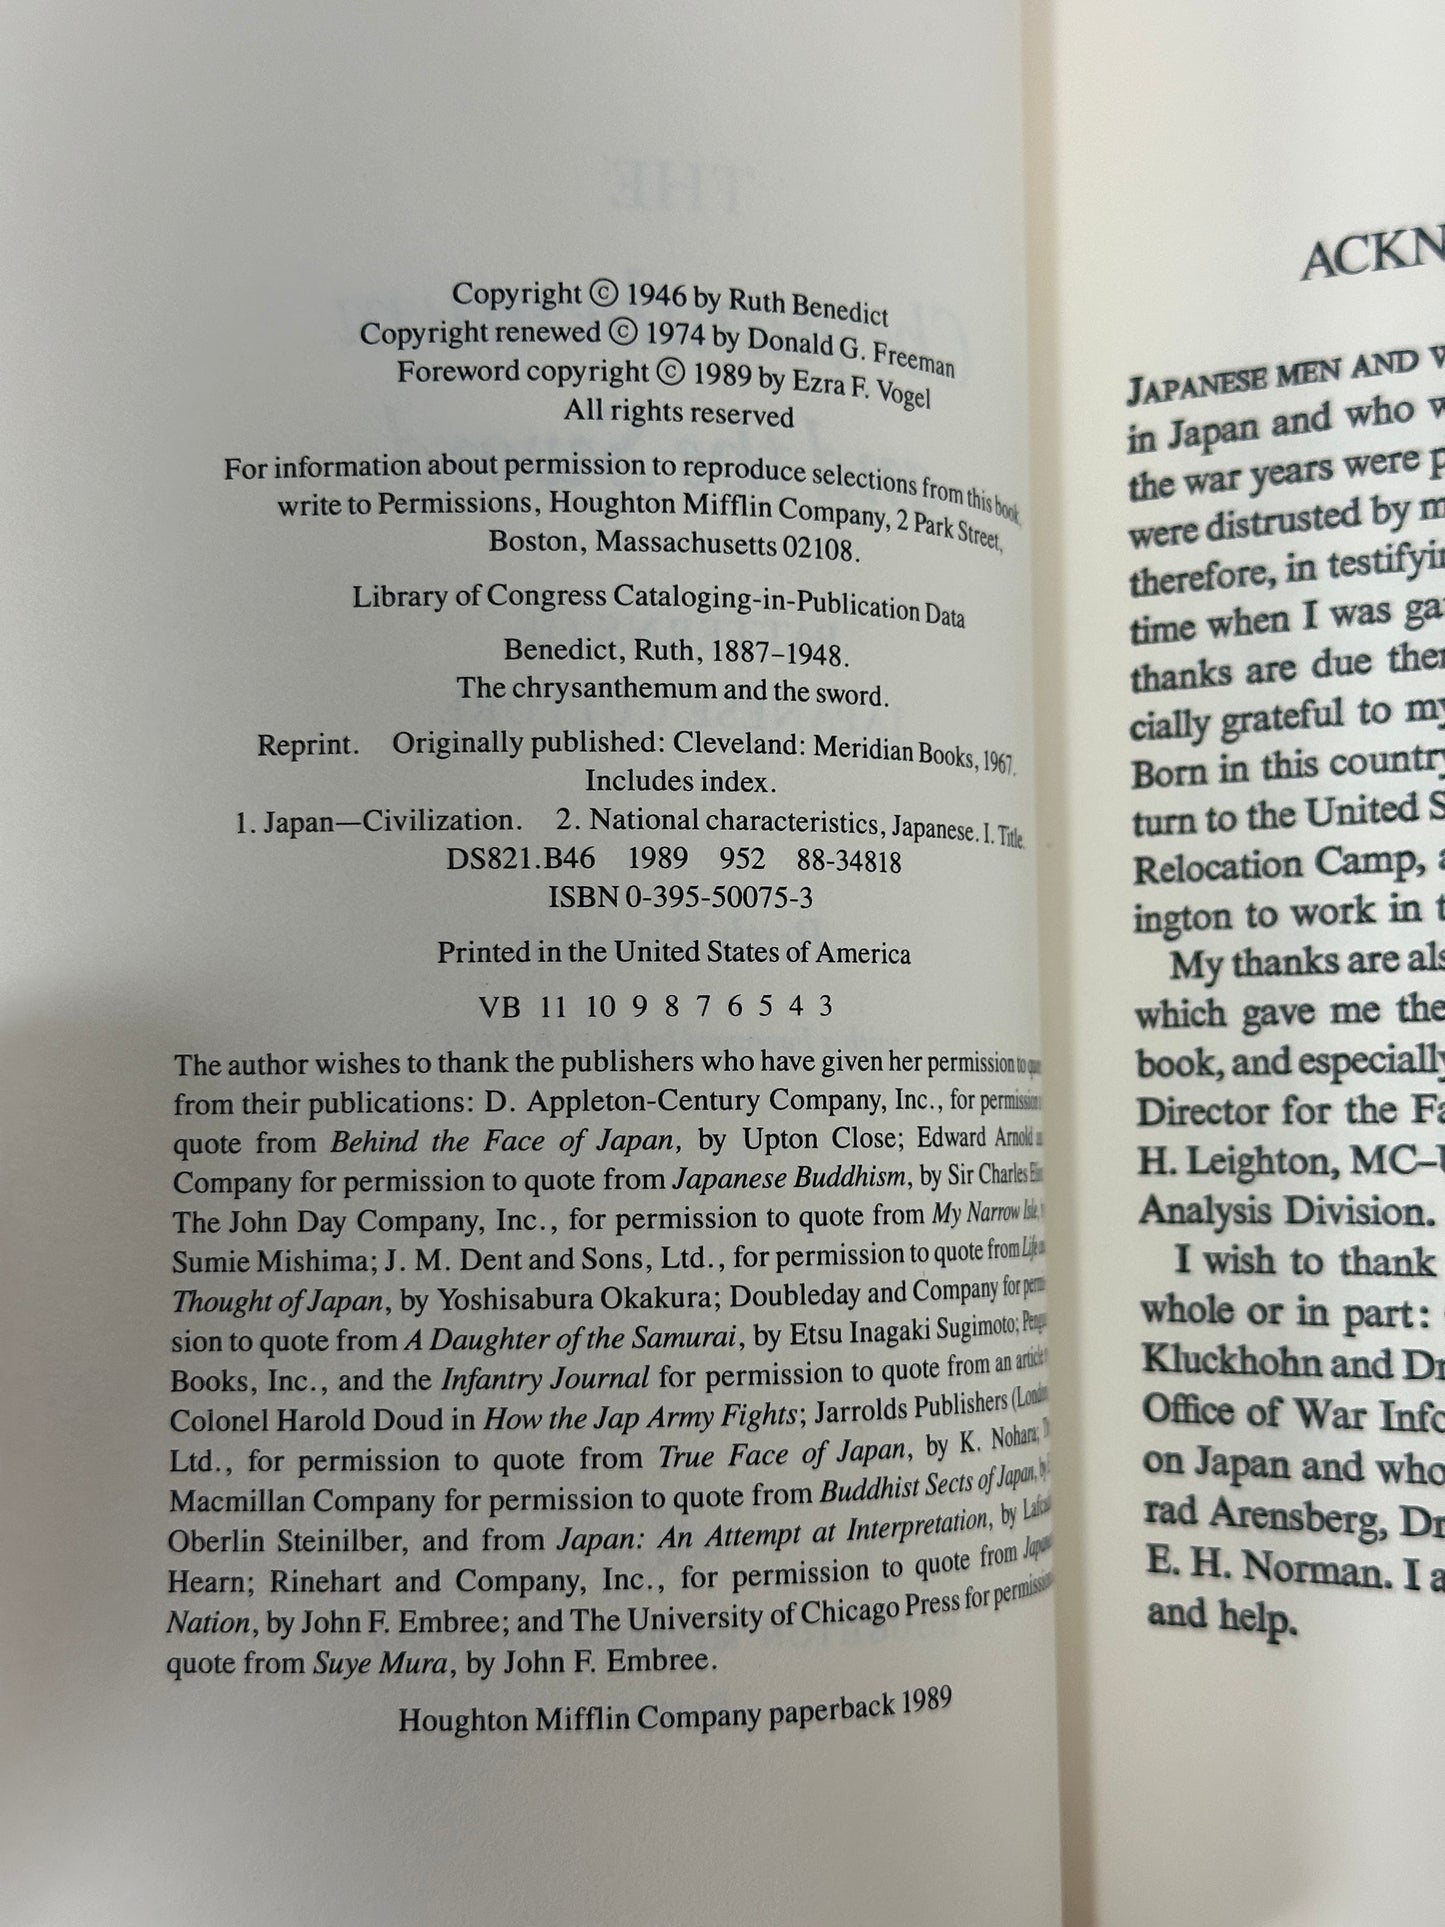 Copyright © 1946 by Ruth Benedict
Copyright renewed © 1974 by Donald G. Freeman
Foreword copyright © 1989 by Ezra F. Vogel
All rights reserved
For information about permission to reproduce selections from this book,
write to Permissions, Houghton Mifflin Company, 2 Park Street,
Boston, Massachusetts 02108.
Library of Congress Cataloging-in-Publication Data
Benedict, Ruth, 1887–1948.
The chrysanthemum and the sword.
Reprint. Originally published: Cleveland: Meridian Books, 1967.
Includes index.
1. Japan—Civilization. 2. National characteristics, Japanese. I. Title.
DS821.B46 1989 952 88-34818
ISBN 0-395-50075-3
Printed in the United States of America
VB 11 10 9 8 7 6 5 4 3
The author wishes to thank the publishers who have given her permission to
from their publications: D. Appleton-Century Company, Inc., for permission
quote from Behind the Face of Japan, by Upton Close; Edward Arnold
Company for permission to quote from Japanese Buddhism, by Sir Charles
The John Day Company, Inc., for permission to quote from My Narrow Isle,
Sumie Mishima; J. M. Dent and Sons, Ltd., for permission to quote from Life
Thought of Japan, by Yoshisabura Okakura; Doubleday and Company for
sion to quote from A Daughter of the Samurai, by Etsu Inagaki Sugimoto;
Books, Inc., and the Infantry Journal for permission to quote from an article
Colonel Harold Doud in How the Jap Army Fights; Jarrolds Publishers
Ltd., for permission to quote from True Face of Japan, by K. Nohara;
Macmillan Company for permission to quote from Buddhist Sects of Japan,
Oberlin Steinilber, and from Japan: An Attempt at Interpretation, by
Hearn; Rinehart and Company, Inc., for permission to quote from
Nation, by John F. Embree; and The University of Chicago Press for permission
quote from Suye Mura, by John F. Embree.
Houghton Mifflin Company paperback 1989
ACKN
JAPANESE MEN AND
in Japan and who
the war years were
were distrusted by
therefore, in testifyin
time when I was
thanks are due
cially grateful to my
Born in this country
turn to the United
Relocation Camp,
ington to work in
My thanks are
which gave me the
book, and especially
Director for the
H. Leighton,
Analysis Division.
I wish to thank
whole or in part:
Kluckhohn and
Office of War
on Japan and who
rad Arensberg,
E. H. Norman. I
and help.